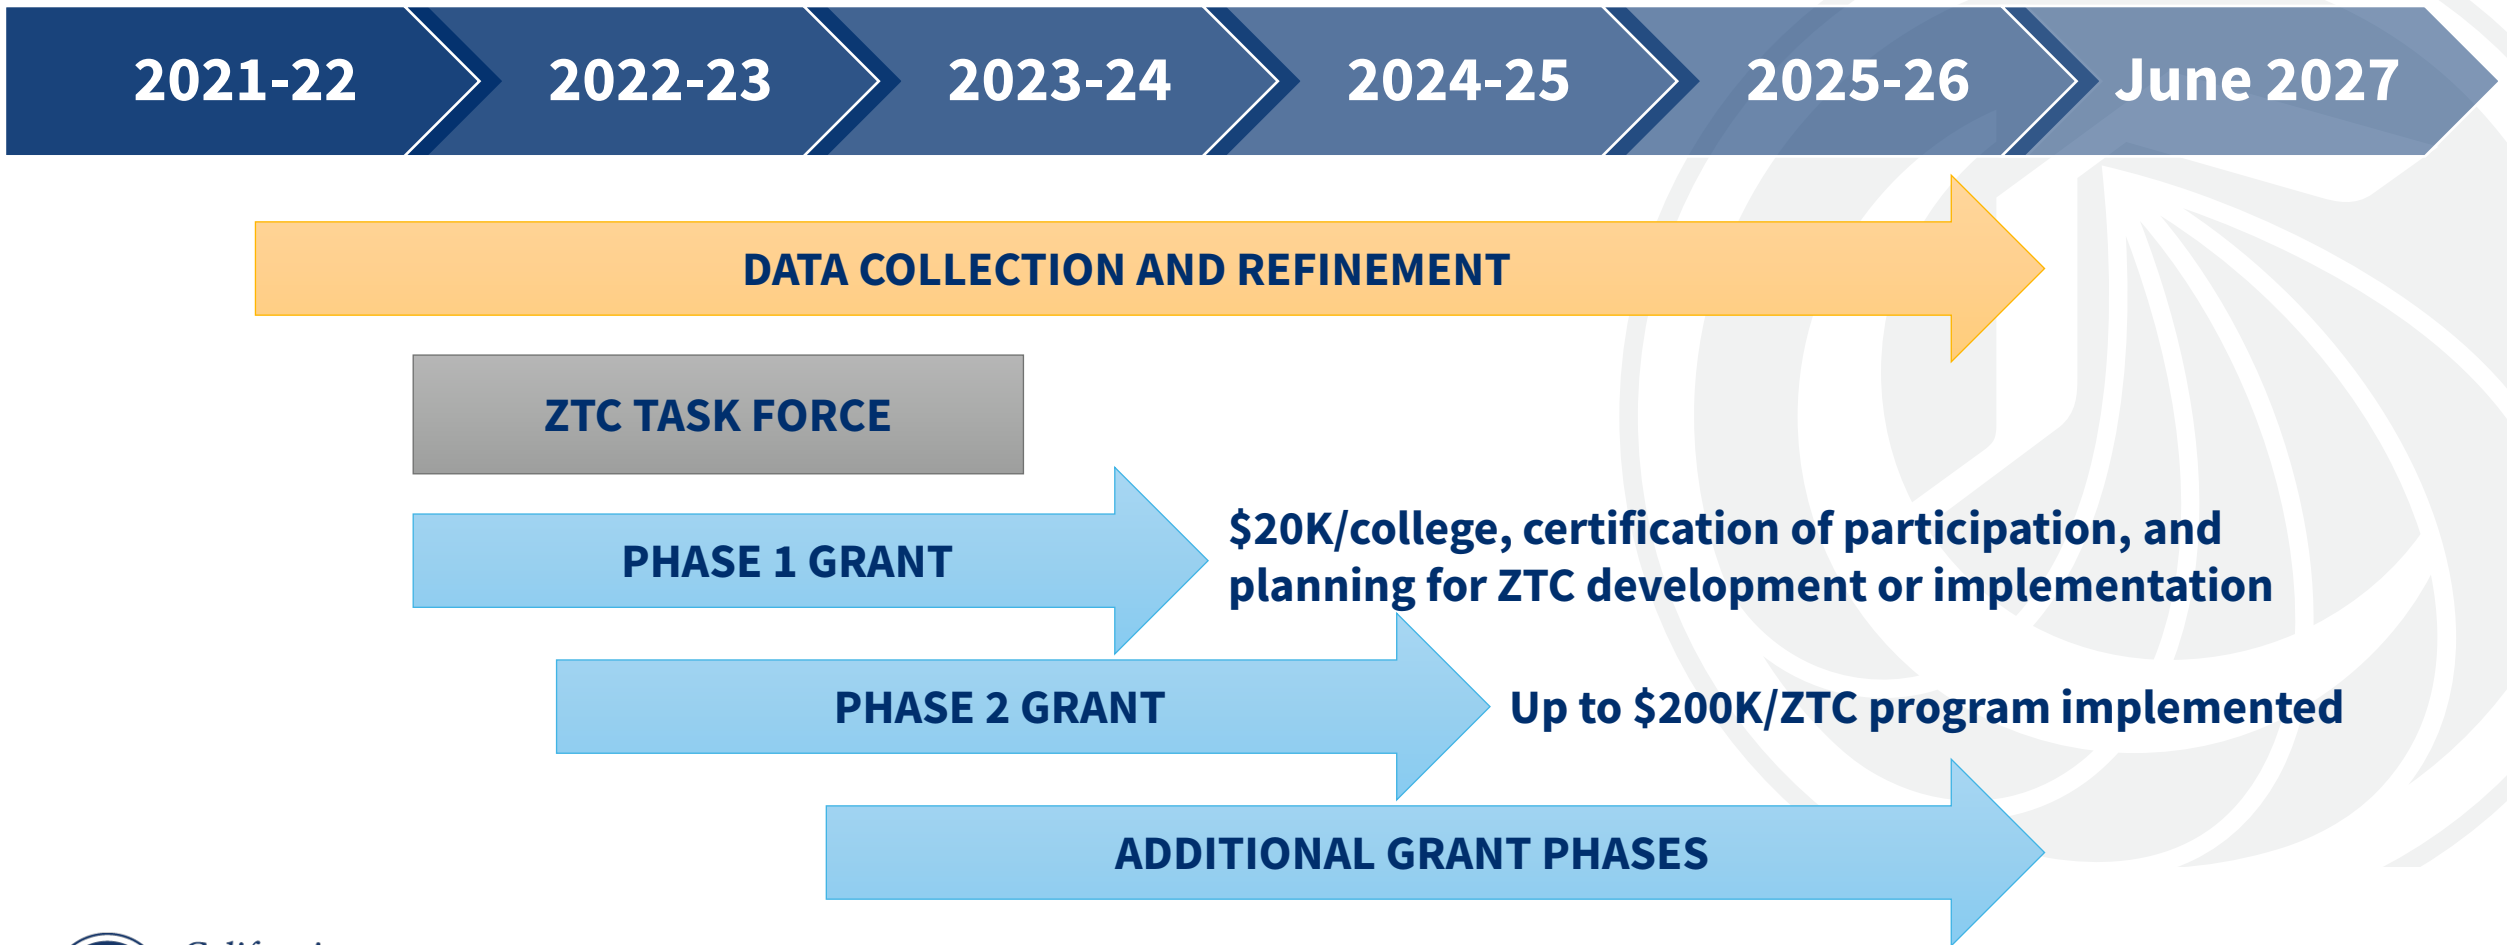 2021-22
2022-23
2023-24
2024-25
2025-26
June 2027
DATA COLLECTION AND REFINEMENT
ZTC TASK FORCE
PHASE 1 GRANT
$20K/college, certification of participation, and
planning for ZTC development or implementation
PHASE 2 GRANT
Up to $200K/ZTC program implemented
ADDITIONAL GRANT PHASES